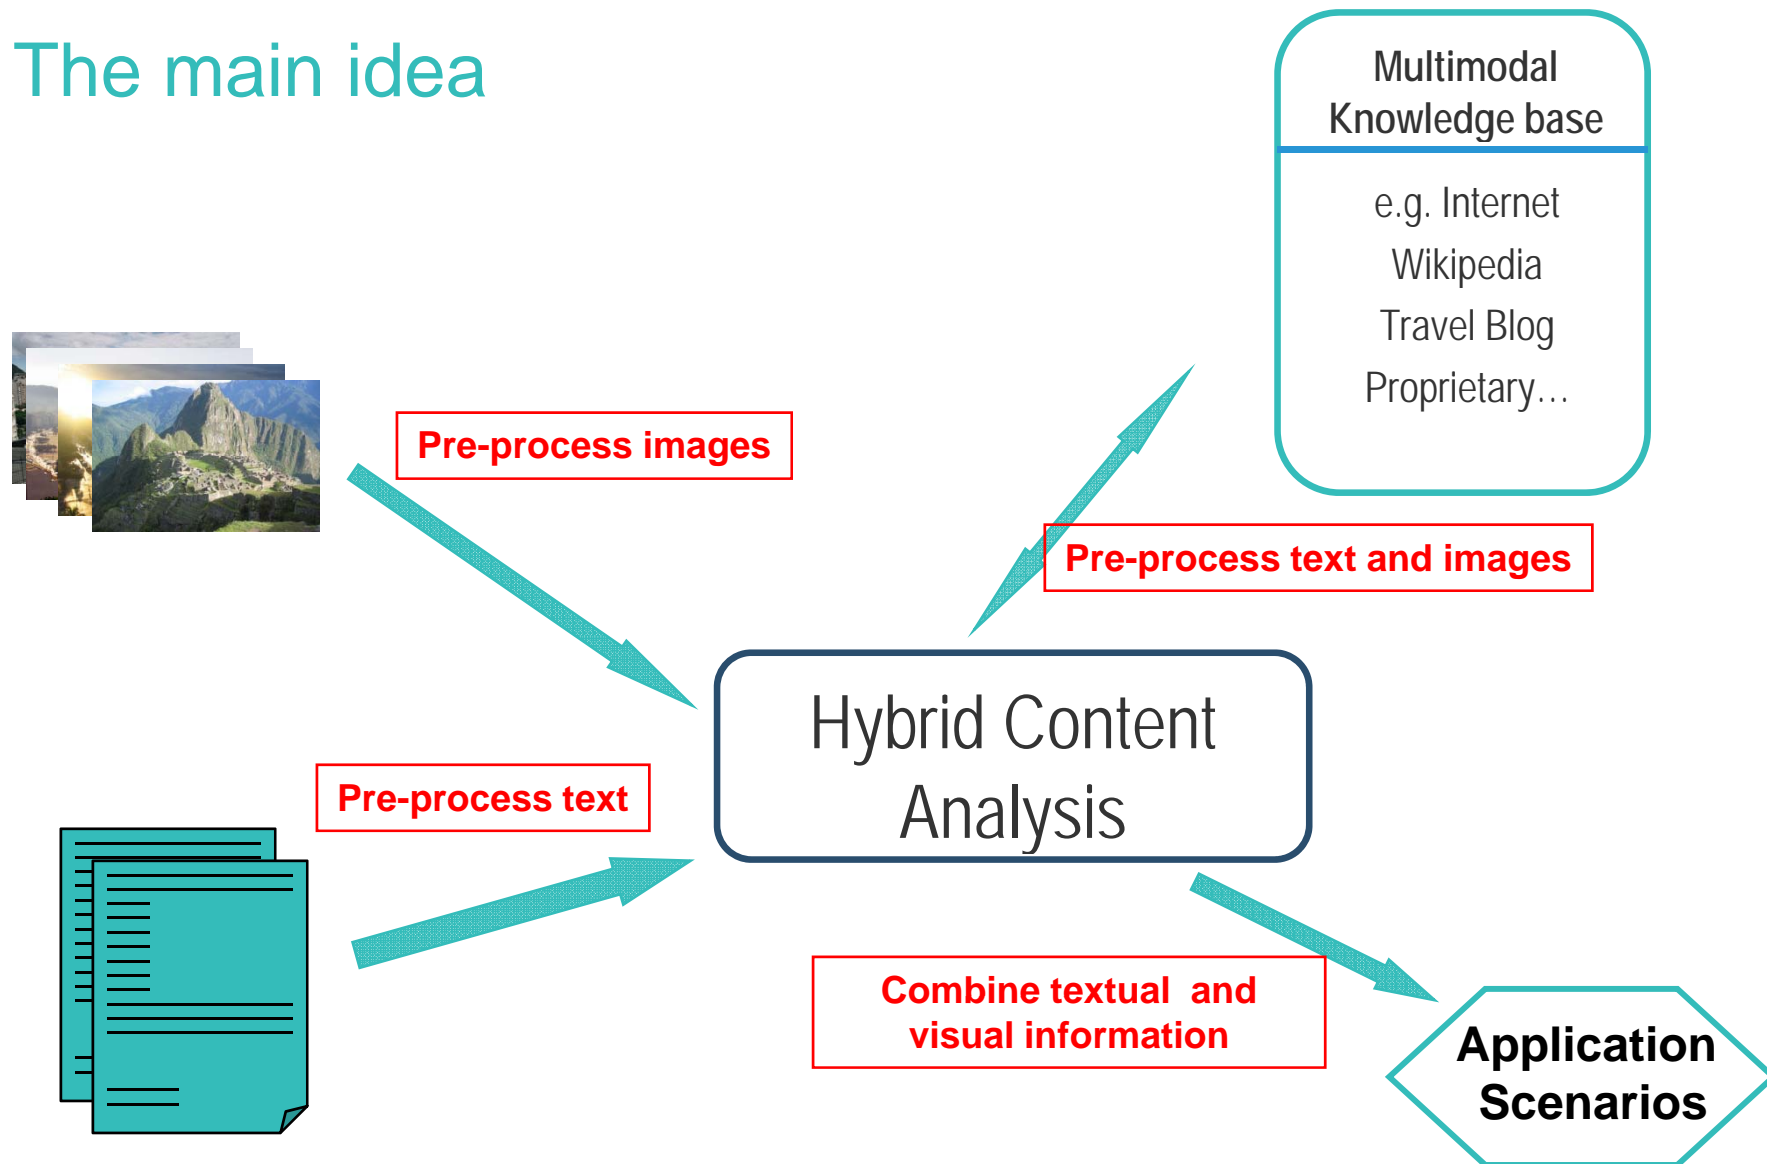 The main idea
Multimodal
Knowledge base
e.g. Internet
Wikipedia
Travel Blog
Proprietary...
Pre-process images
Pre-process text and images
Hybrid Content
Analysis
Pre-process text
Combine textual and
visual information
Application
Scenarios